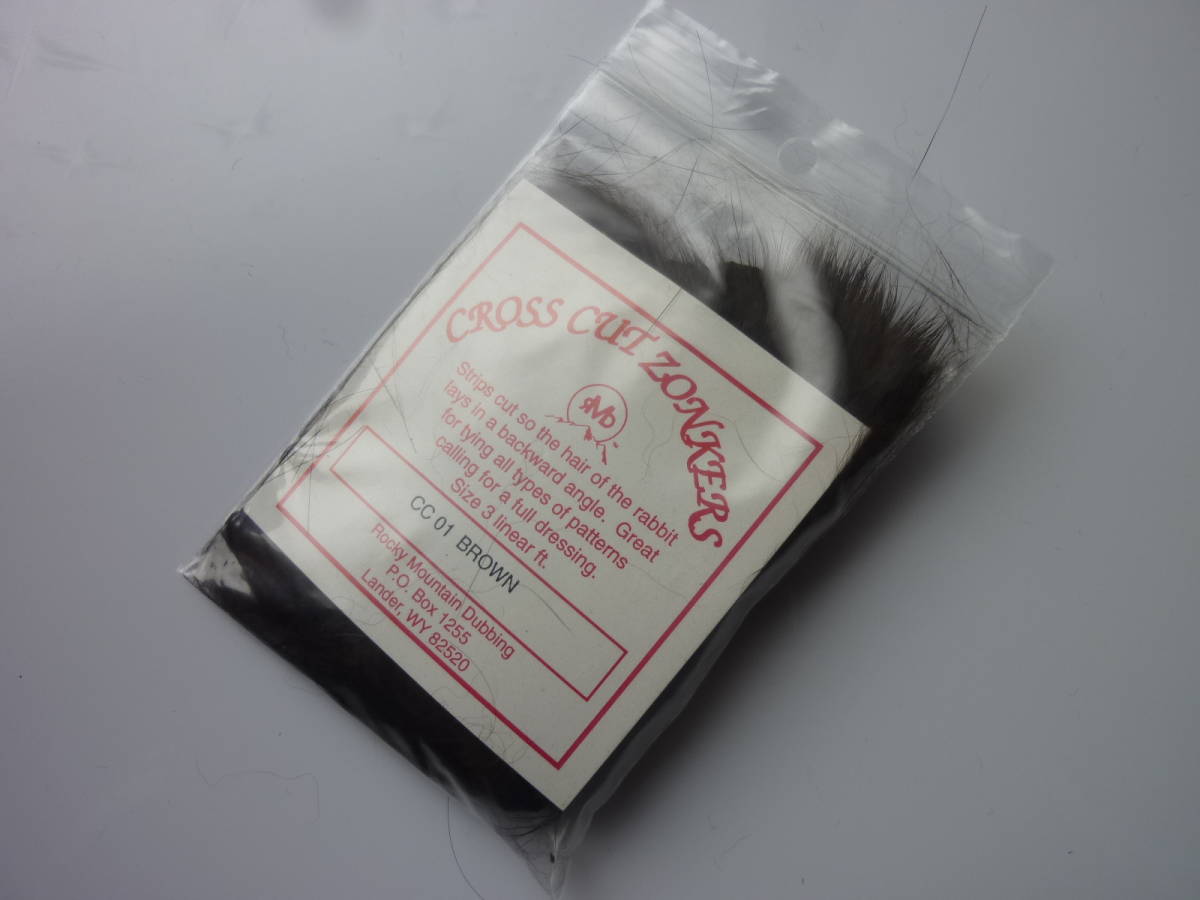 CROSS CUT ZONKERS
RMD
Strips cut so the hair of the rabbit
lays in a backward angle. Great
for tying all types of patterns
calling for a full dressing.
Size 3 linear ft.
CC 01 BROWN
Rocky Mountain Dubbing
P.O. Box 1255
Lander, WY 82520